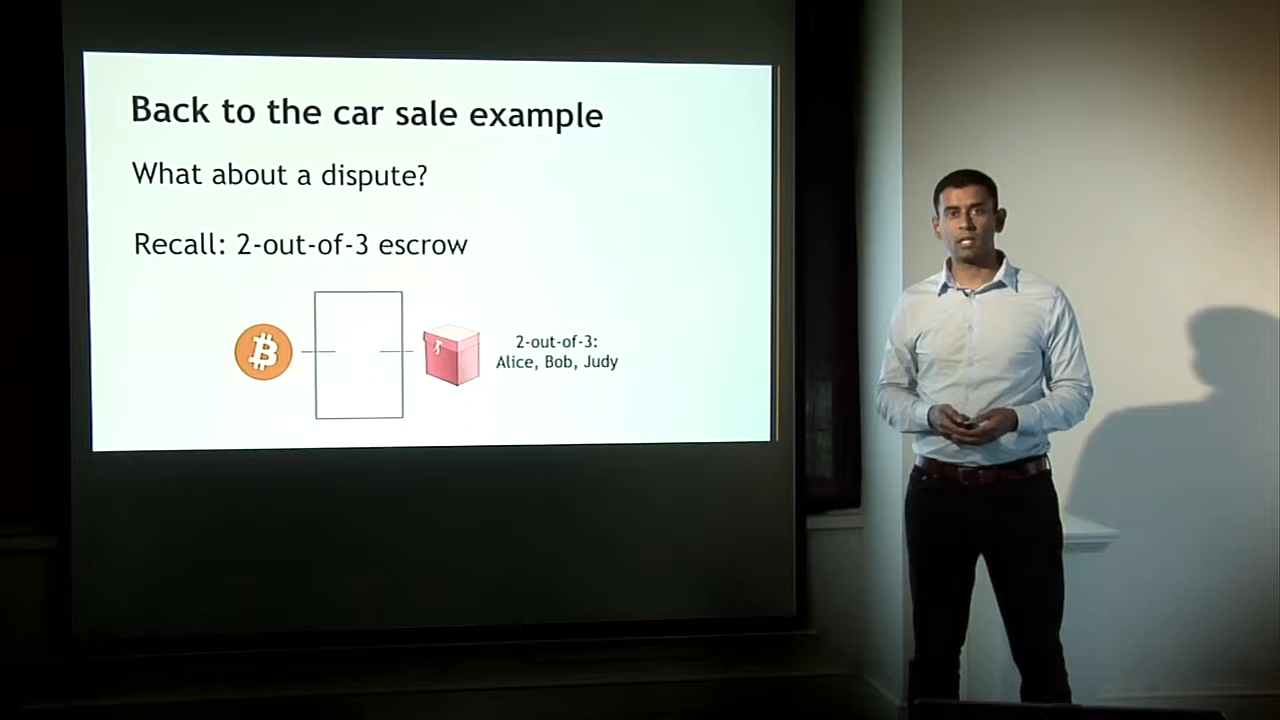 Back to the car sale example
What about a dispute?
Recall: 2-out-of-3 escrow
2-out-of-3:
Alice, Bob, Judy